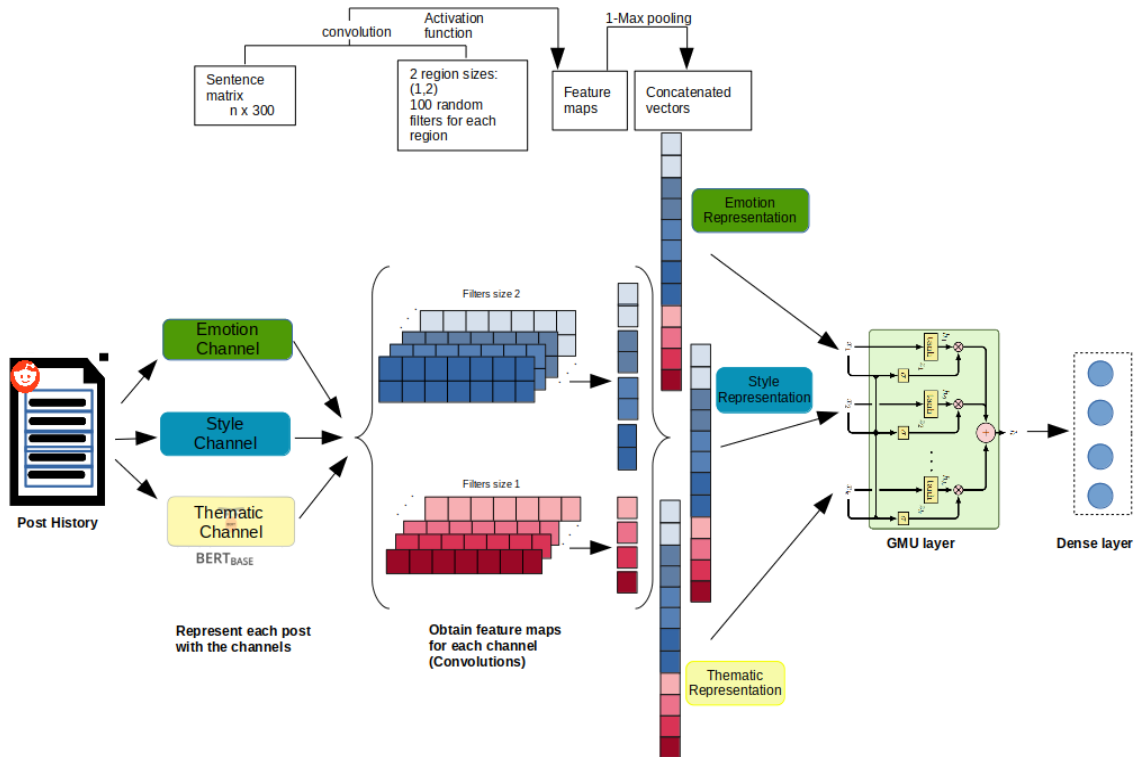 convolution
Activation
function
1-Max pooling
Sentence
matrix
n x 300
2 region sizes:
(1,2)
100 random
filters for each
region
Feature
maps
Concatenated
vectors
Emotion
Representation
Filters size 2
Emotion
Channel
Style
Channel
Thematic
Channel
BERTBASE
Post History
Style
Representation
Filters size 1
GMU layer
Dense layer
Represent each post
with the channels
Obtain feature maps
for each channel
(Convolutions)
Thematic
Representation